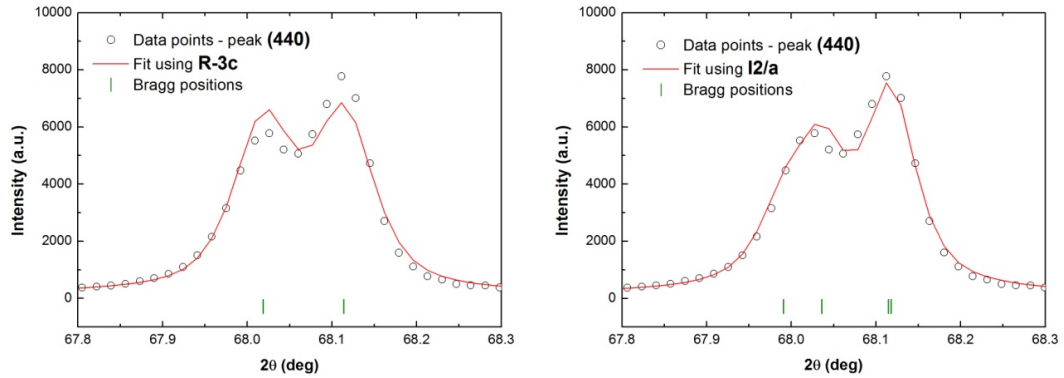 10000
8000
6000
4000
2000
0
Intensity (a.u.)
Data points - peak (440)
Fit using R-3c
Bragg positions
67.8 67.9 68.0 68.1 68.2 68.3
2θ (deg)
10000
8000
6000
4000
2000
0
Intensity (a.u.)
Data points - peak (440)
Fit using I2/a
Bragg positions
67.8 67.9 68.0 68.1 68.2 68.3
2θ (deg)